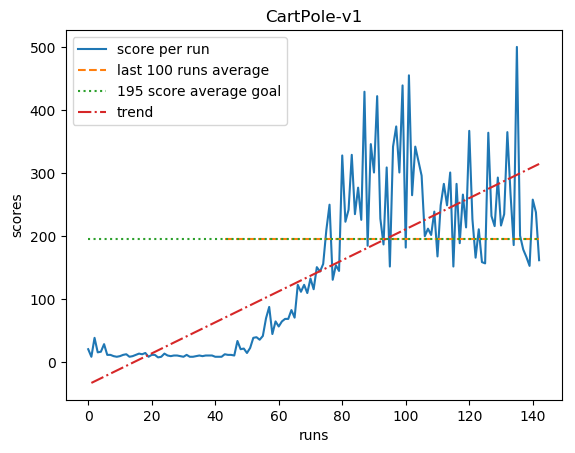 CartPole-v1
score per run
last 100 runs average
195 score average goal
trend
scores
500
400
300
200
100
0
0 20 40 60 80 100 120 140
runs